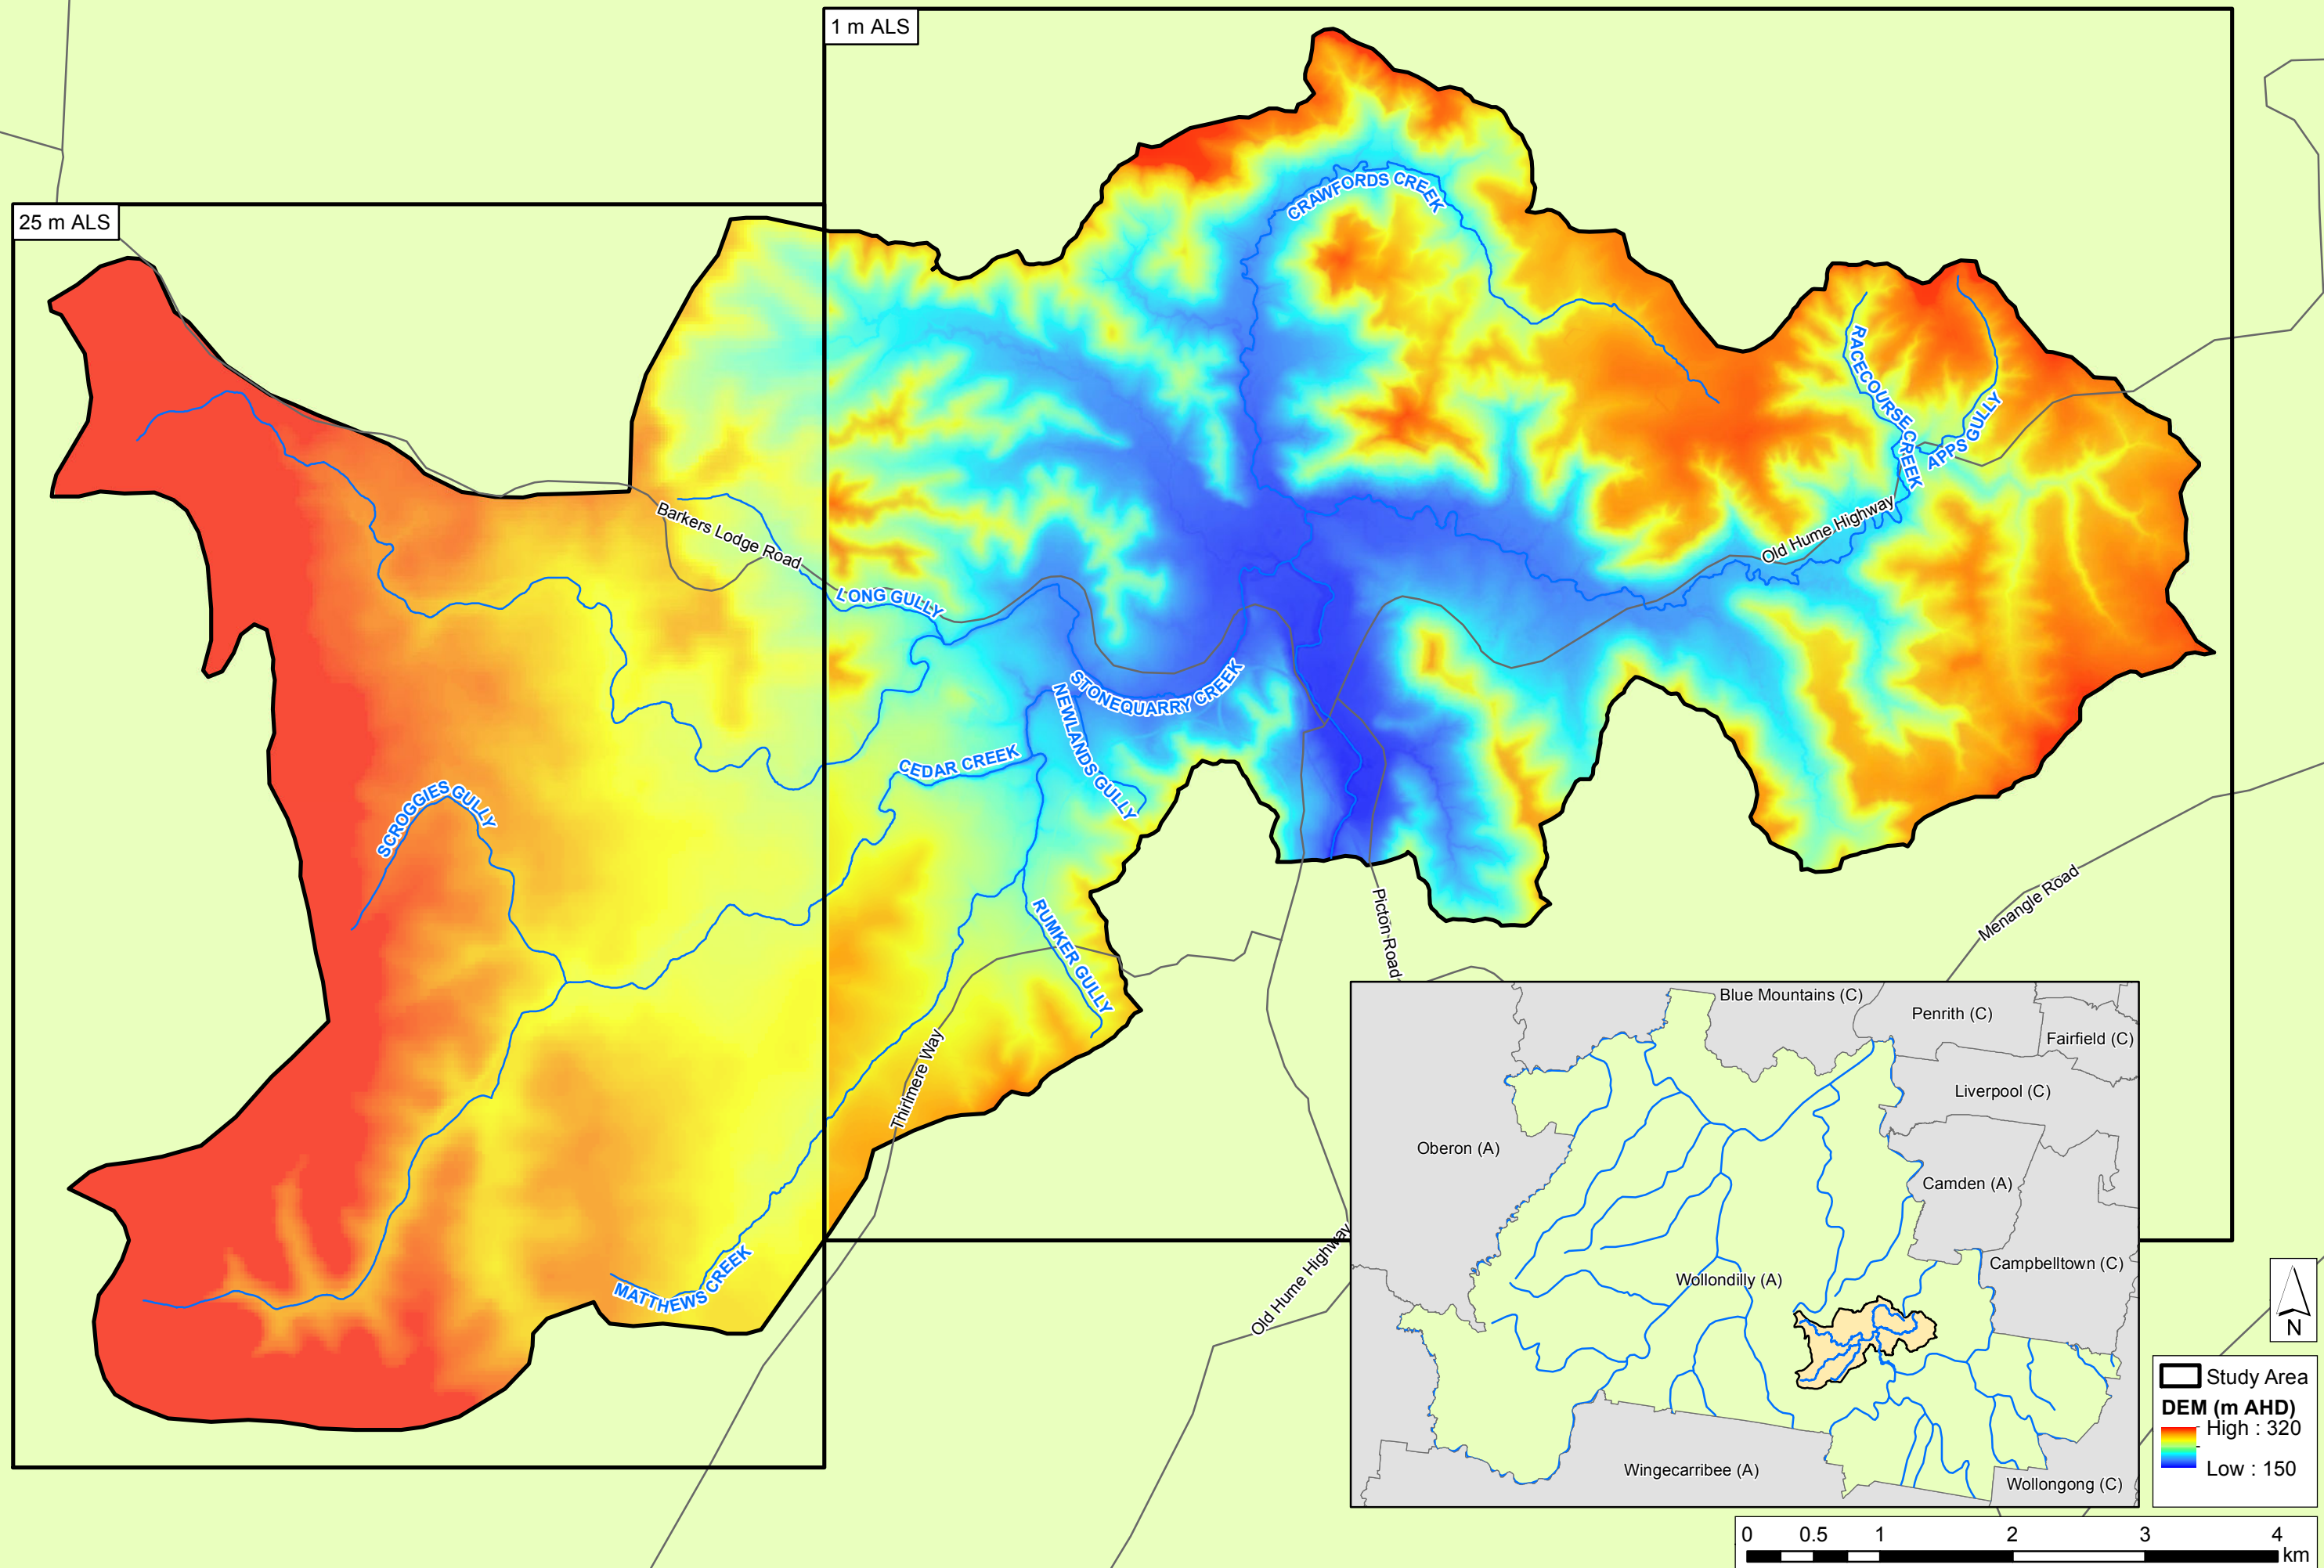 1 m ALS
25 m ALS
CRAWFORDS CREEK
RACECOURSE CREEK
APPS GULLY
Old Hume Highway
Barkers Lodge Road
LONG GULLY
STONEQUARRY CREEK
NEWLANDS GULLY
CEDAR CREEK
SCROGGIES GULLY
RUMKER GULLY
Picton Road
Menangle Road
Thirlmere Way
MATTHEWS CREEK
Old Hume Highway
Blue Mountains (C)
Penrith (C)
Fairfield (C)
Liverpool (C)
Oberon (A)
Camden (A)
Campbelltown (C)
Wollondilly (A)
Wingecarribee (A)
Wollongong (C)
N
Study Area
DEM (m AHD)
High : 320
Low : 150
0 0.5 1 2 3 4
km